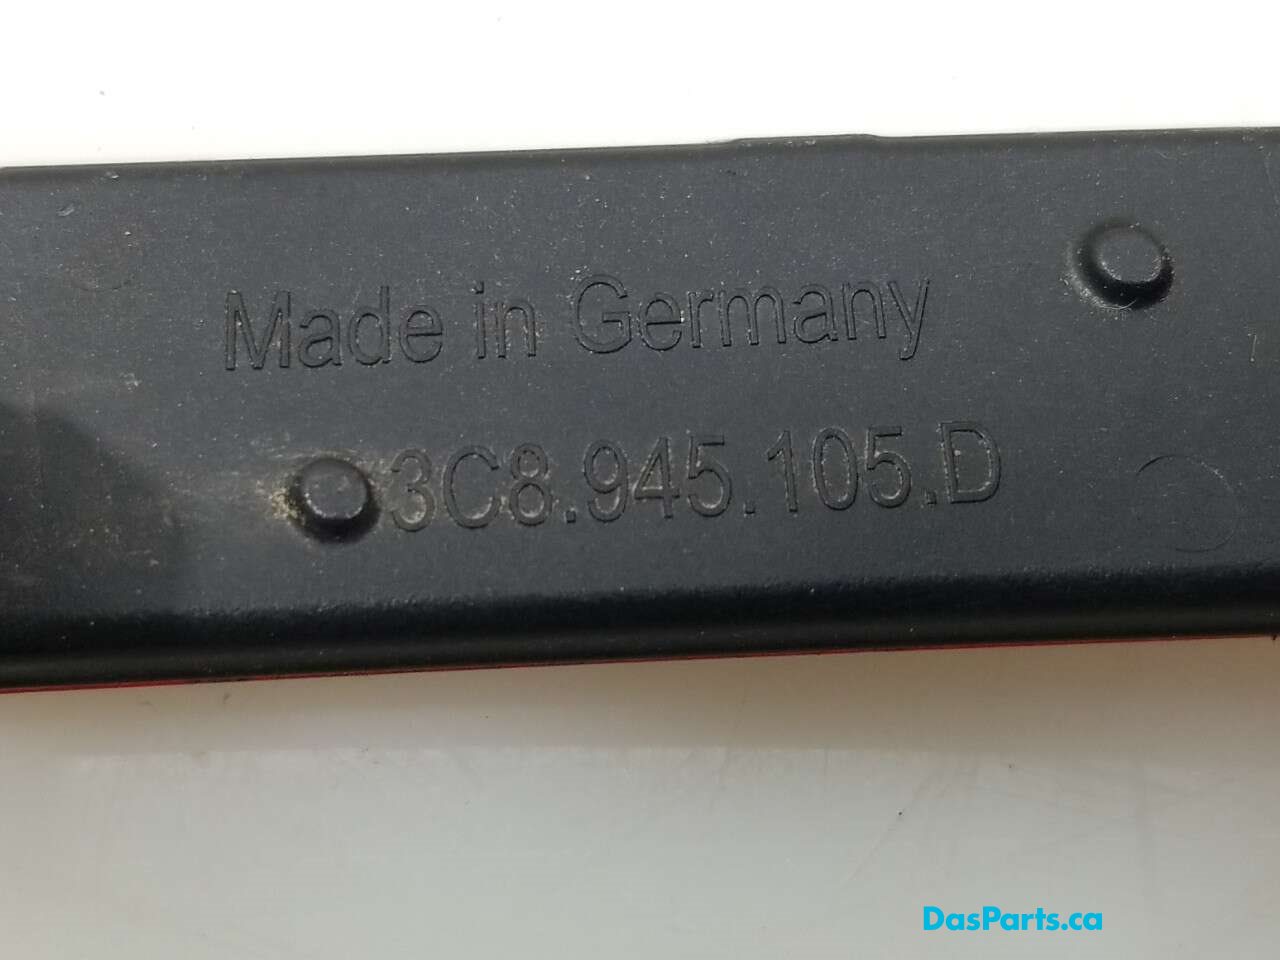 Made in Germany
3C8.945.105.D
DasParts.ca